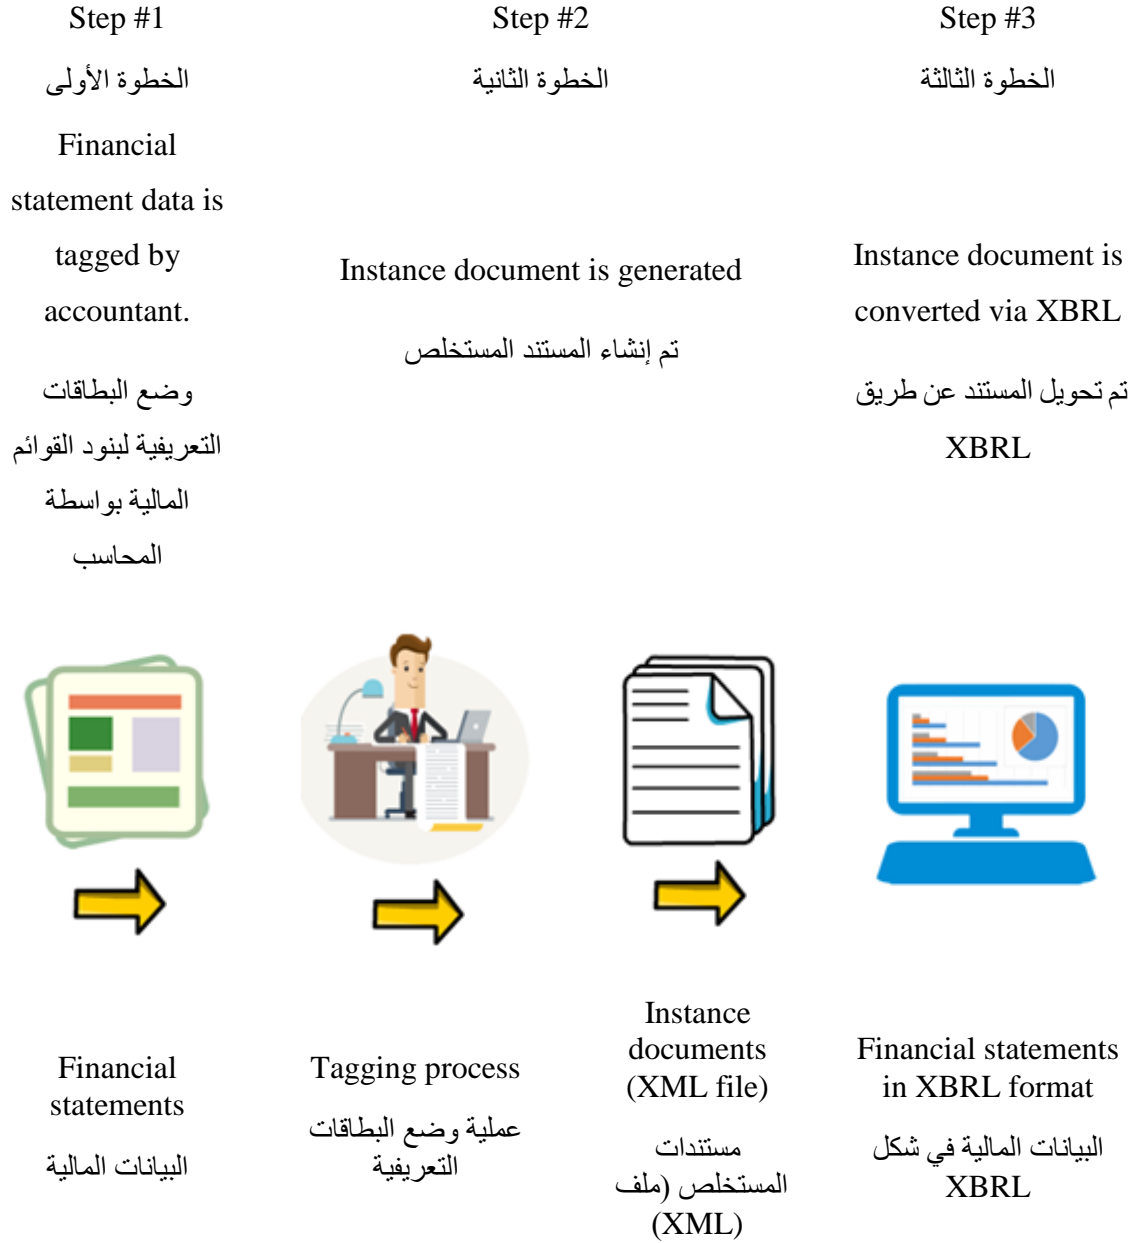 Step #1
الخطوة الأولى
Financial
statement data is
tagged by
accountant.
وضع البطاقات
التعريفية لبنود القوائم
المالية بواسطة
المحاسب
Step #2
الخطوة الثانية
Instance document is generated
تم إنشاء المستند المستخلص
Step #3
الخطوة الثالثة
Instance document is
converted via XBRL
تم تحويل المستند عن طريق
XBRL
Financial
statements
البيانات المالية
Tagging process
عملية وضع البطاقات
التعريفية
Instance
documents
(XML file)
مستندات
المستخلص (ملف
XML)
Financial statements
in XBRL format
البيانات المالية في شكل
XBRL